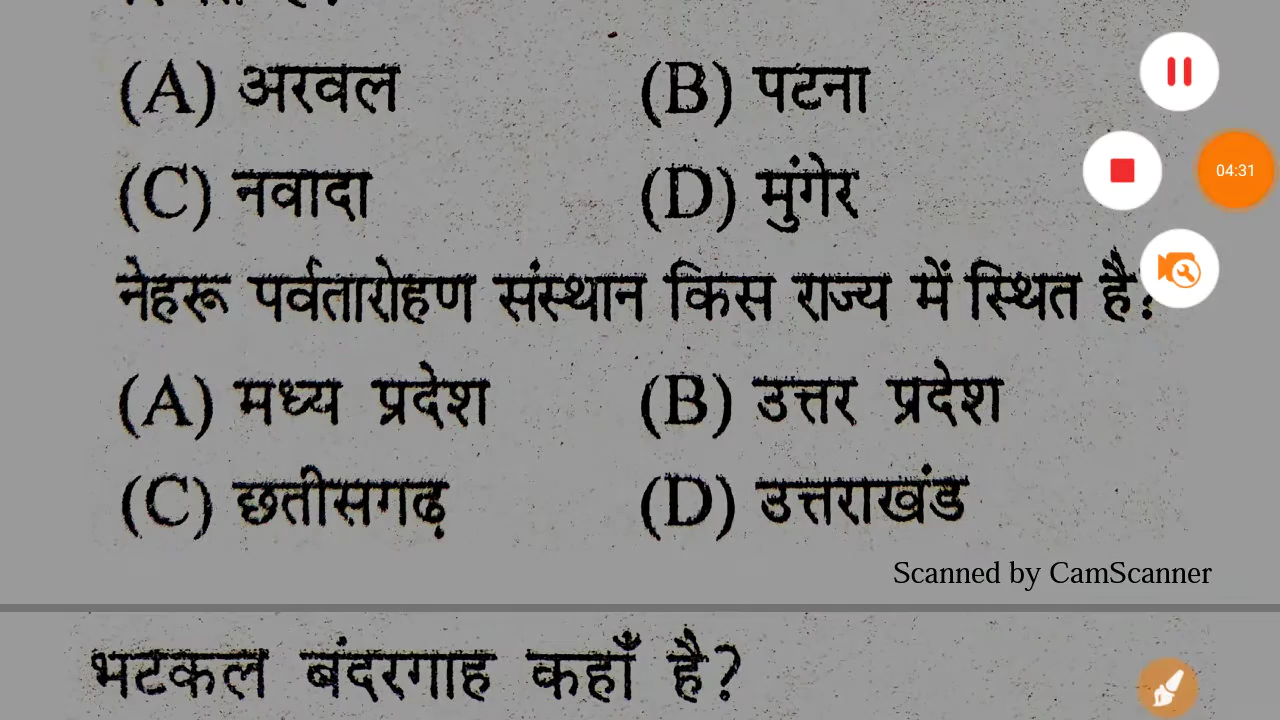 (A) अरवल (B) पटना
(C) नवादा (D) मुंगेर
04:31
नेहरू पर्वतारोहण संस्थान किस राज्य में स्थित है?
(A) मध्य प्रदेश (B) उत्तर प्रदेश
(C) छत्तीसगढ़ (D) उत्तराखंड
Scanned by CamScanner
भटकल बंदरगाह कहाँ है?